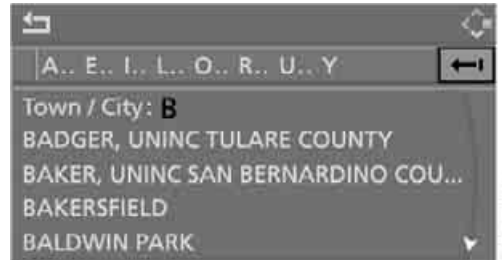 A.. E.. I.. L.. O.. R.. U.. Y
Town / City: B
BADGER, UNINC TULARE COUNTY
BAKER, UNINC SAN BERNARDINO COU...
BAKERSFIELD
BALDWIN PARK